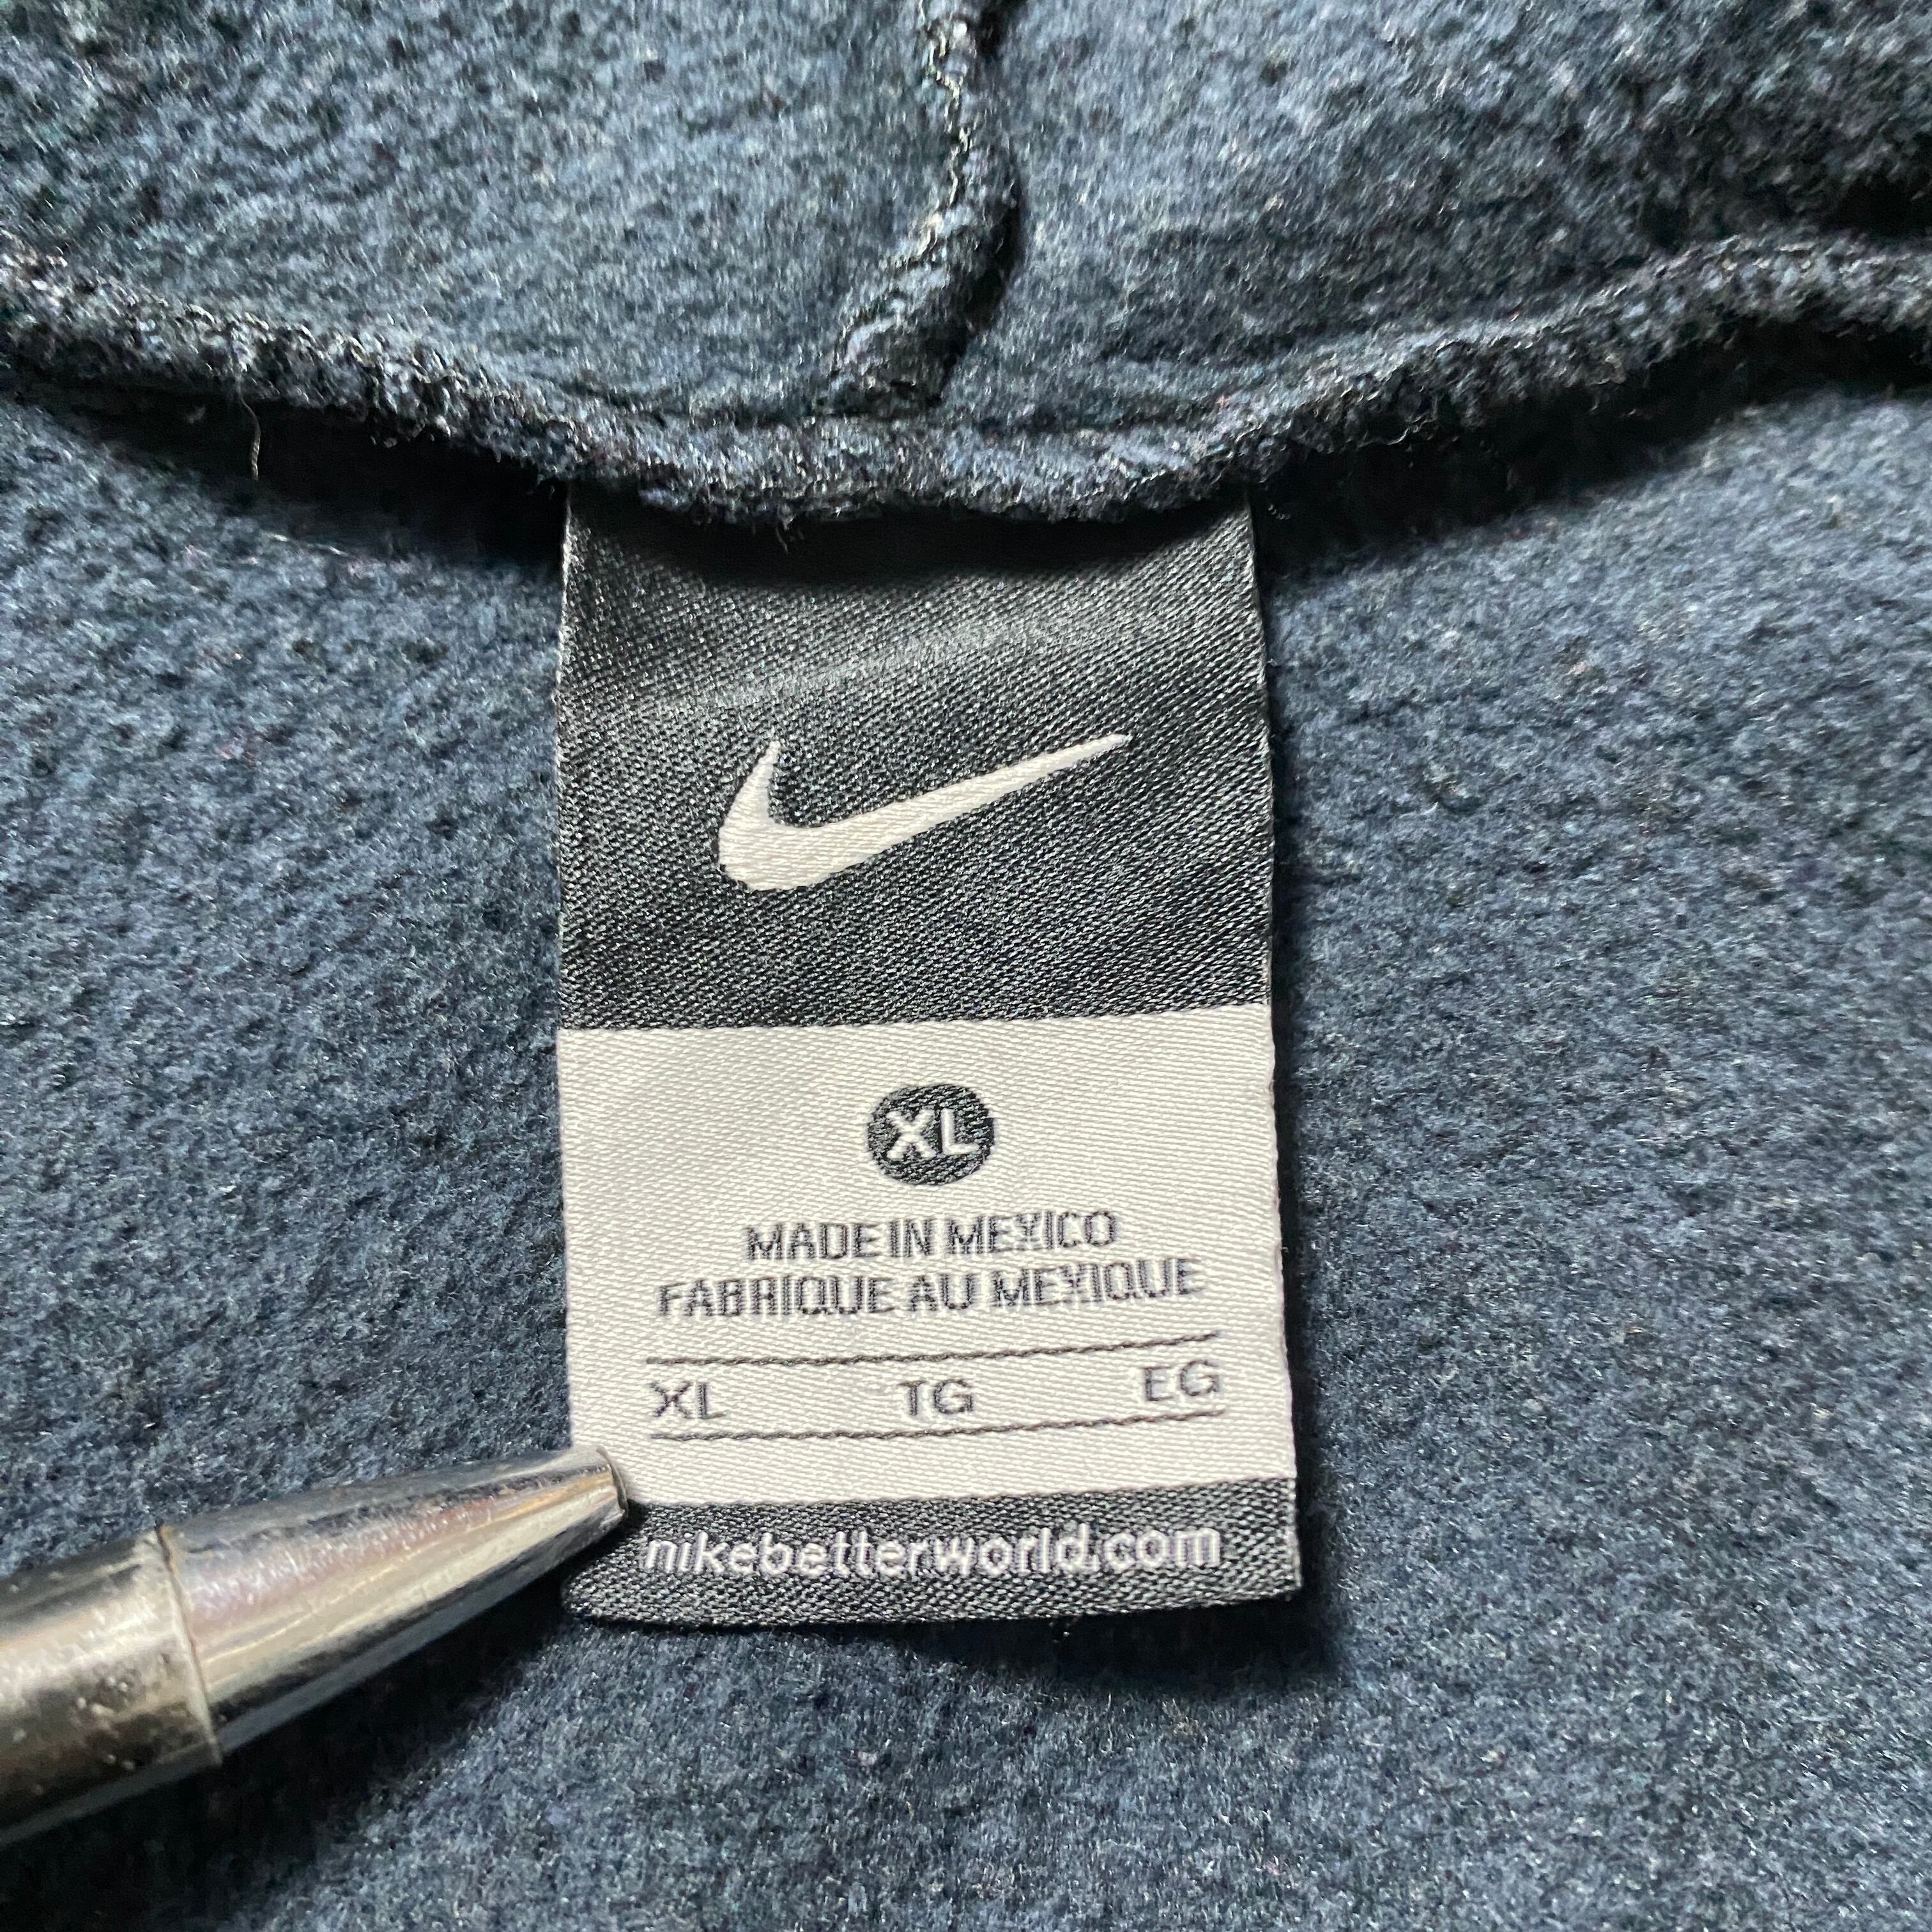 XL
MADE IN MEXICO
FABRIQUE AU MEXIQUE
XL TG EG
nikebetterworld.com